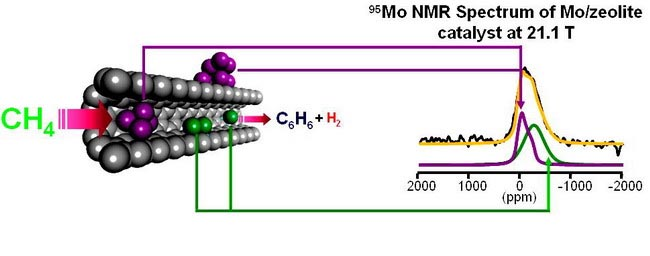 ⁹⁵Mo NMR Spectrum of Mo/zeolite
catalyst at 21.1 T
CH₄
C₆H₆ + H₂
2000 1000 0 -1000 -2000
(ppm)